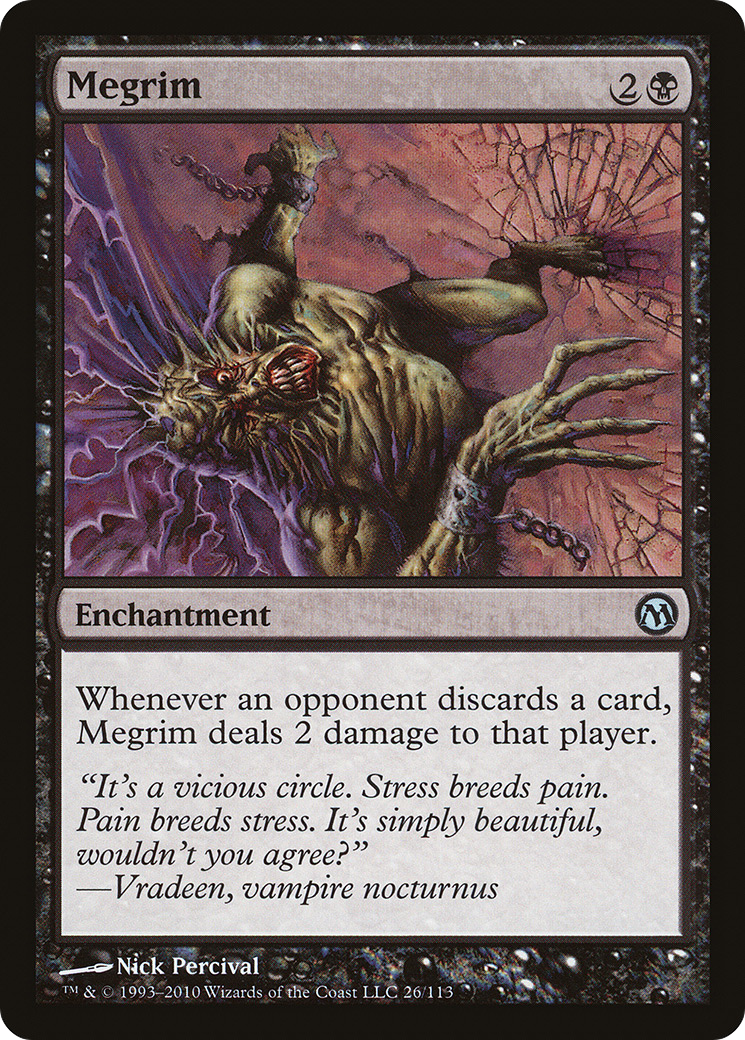 Megrim 2
Enchantment M
Whenever an opponent discards a card,
Megrim deals 2 damage to that player.
“It’s a vicious circle. Stress breeds pain.
Pain breeds stress. It’s simply beautiful,
wouldn’t you agree?”
—Vradeen, vampire nocturnus
Nick Percival
™ & © 1993–2010 Wizards of the Coast LLC 26/113